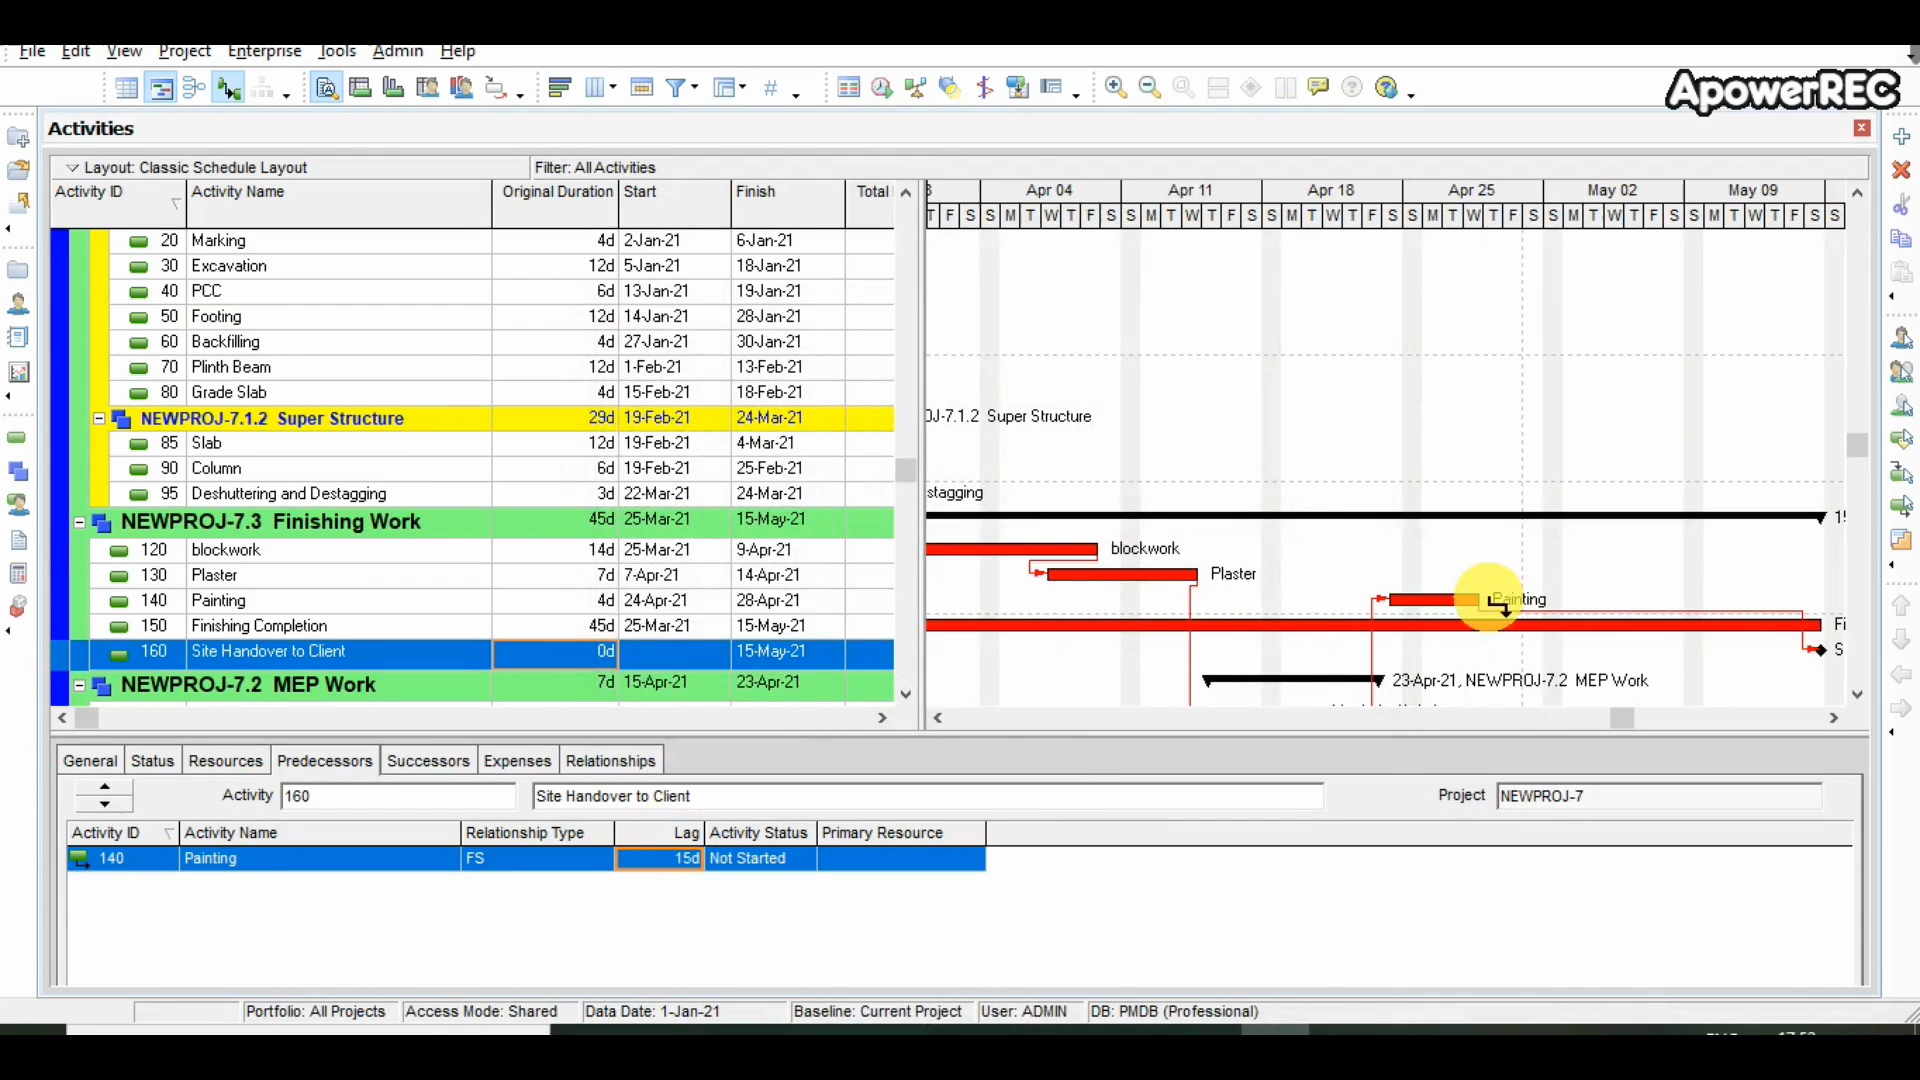 File Edit View Project Enterprise Tools Admin Help
ApowerREC
Activities
Layout: Classic Schedule Layout Filter: All Activities
Activity ID Activity Name Original Duration Start Finish Total
Apr 04 Apr 11 Apr 18 Apr 25 May 02 May 09
T F S S M T W T F S S M T W T F S S M T W T F S S M T W T F S S M T W T F S S M T W T F S S
20 Marking 4d 2-Jan-21 6-Jan-21
30 Excavation 12d 5-Jan-21 18-Jan-21
40 PCC 6d 13-Jan-21 19-Jan-21
50 Footing 12d 14-Jan-21 28-Jan-21
60 Backfilling 4d 27-Jan-21 30-Jan-21
70 Plinth Beam 12d 1-Feb-21 13-Feb-21
80 Grade Slab 4d 15-Feb-21 18-Feb-21
NEWPROJ-7.1.2 Super Structure 29d 19-Feb-21 24-Mar-21 J-7.1.2 Super Structure
85 Slab 12d 19-Feb-21 4-Mar-21
90 Column 6d 19-Feb-21 25-Feb-21
95 Deshuttering and Destagging 3d 22-Mar-21 24-Mar-21 stagging
NEWPROJ-7.3 Finishing Work 45d 25-Mar-21 15-May-21
120 blockwork 14d 25-Mar-21 9-Apr-21 blockwork
130 Plaster 7d 7-Apr-21 14-Apr-21 Plaster
140 Painting 4d 24-Apr-21 28-Apr-21 Painting
150 Finishing Completion 45d 25-Mar-21 15-May-21 Fi
160 Site Handover to Client 0d 15-May-21 S
NEWPROJ-7.2 MEP Work 7d 15-Apr-21 23-Apr-21 23-Apr-21, NEWPROJ-7.2 MEP Work
General Status Resources Predecessors Successors Expenses Relationships
Activity 160 Site Handover to Client Project NEWPROJ-7
Activity ID Activity Name Relationship Type Lag Activity Status Primary Resource
140 Painting FS 15d Not Started
Portfolio: All Projects Access Mode: Shared Data Date: 1-Jan-21 Baseline: Current Project User: ADMIN DB: PMDB (Professional)